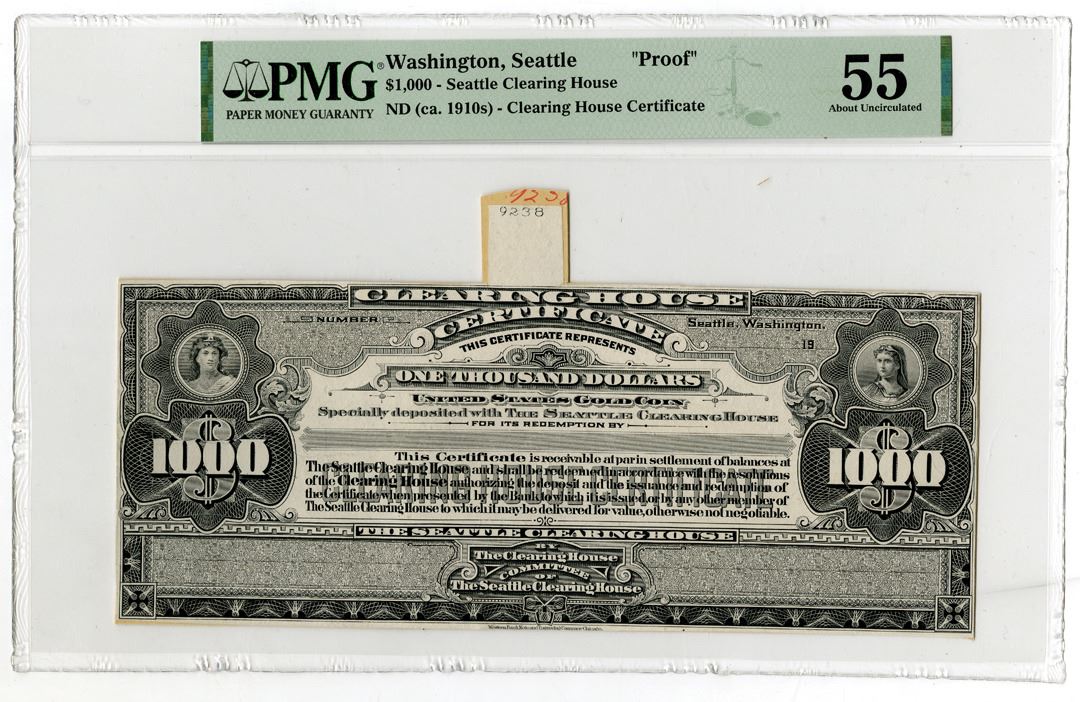 PMG®
PAPER MONEY GUARANTY
Washington, Seattle "Proof"
$1,000 - Seattle Clearing House
ND (ca. 1910s) - Clearing House Certificate
55
About Uncirculated
9238
CLEARING HOUSE
CERTIFICATE
NUMBER
Seattle, Washington,
19
THIS CERTIFICATE REPRESENTS
ONE THOUSAND DOLLARS
UNITED STATES GOLD COIN,
Specially deposited with THE SEATTLE CLEARING HOUSE
FOR ITS REDEMPTION BY
$1000
$1000
This Certificate is receivable at par in settlement of balances at
The Seattle Clearing House and shall be redeemed in accordance with the resolutions
of the Clearing House authorizing the deposit and the issuance and redemption of
the Certificate when presented by the Bank to which it is issued, or by any other member of
The Seattle Clearing House to which it may be delivered for value, otherwise not negotiable.
THE SEATTLE CLEARING HOUSE
BY
The Clearing House
COMMITTEE
OF
The Seattle Clearing House
Western Bank Note and Engraving Company Chicago.